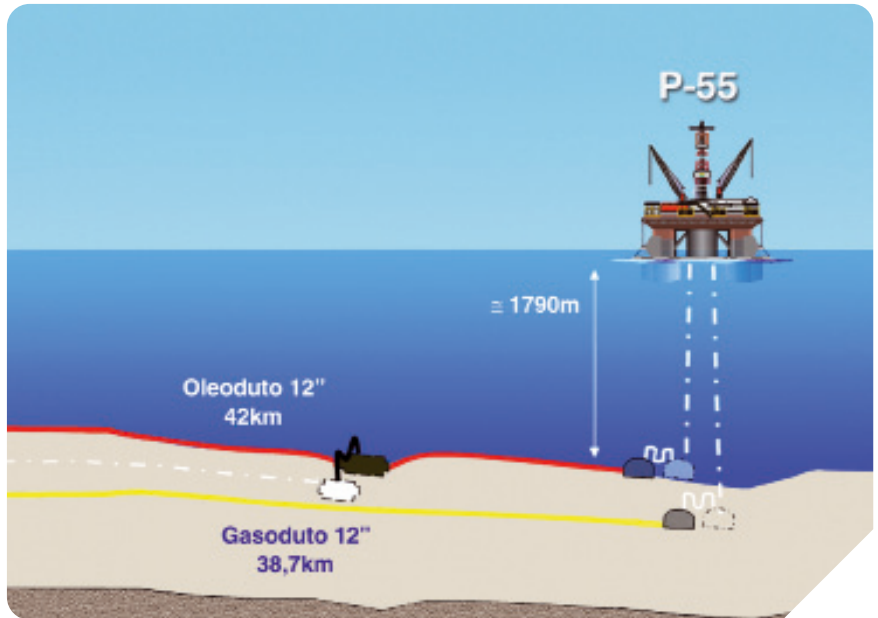 P-55
≅ 1790m
Oleoduto 12"
42km
Gasoduto 12"
38,7km